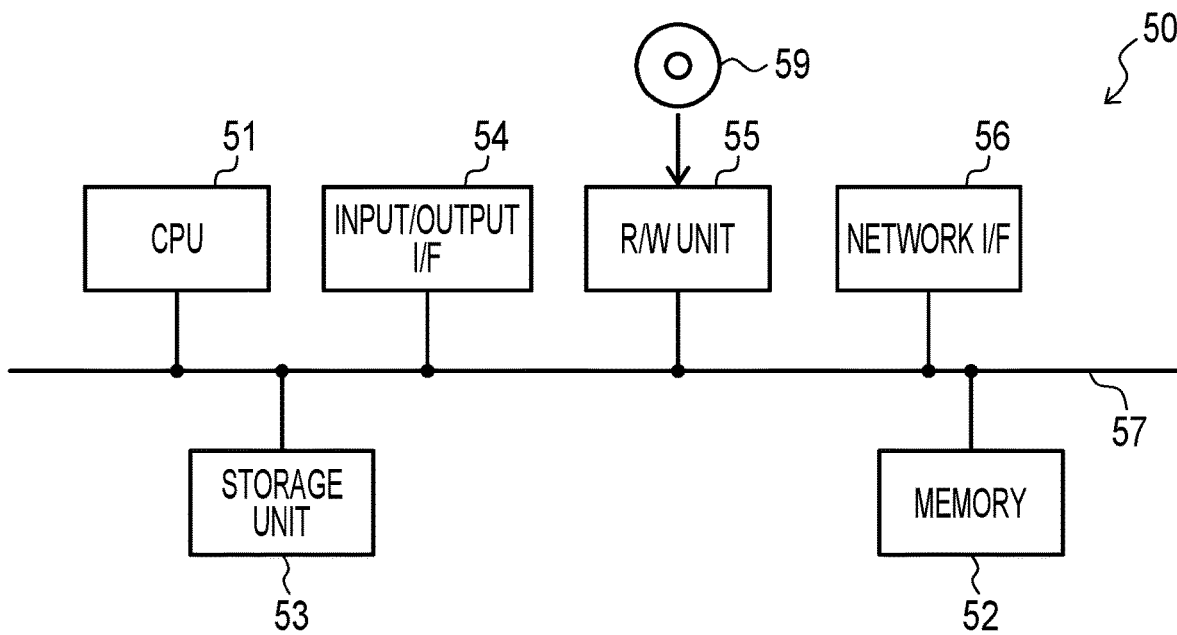 50
59
51
54
55
56
CPU
INPUT/OUTPUT
I/F
R/W UNIT
NETWORK I/F
57
STORAGE
UNIT
MEMORY
53
52